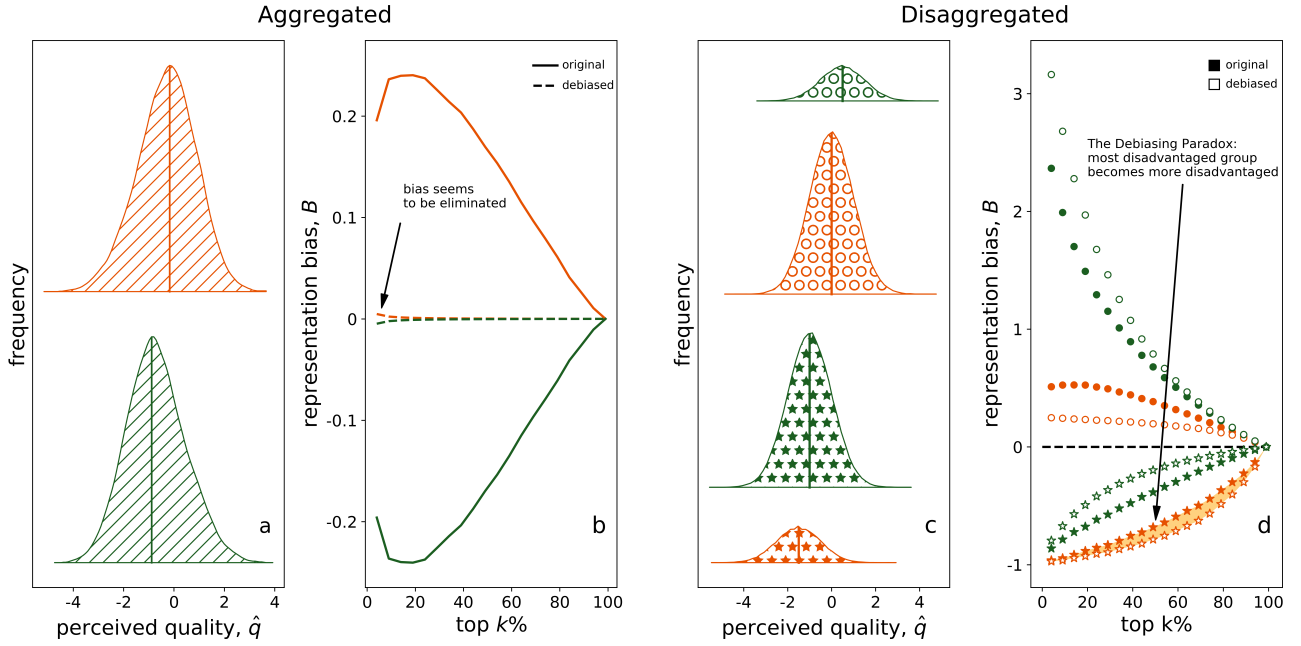 Aggregated
Disaggregated
frequency
a
-4
-2
0
2
4
perceived quality, q̂
representation bias, B
0.2
0.1
0
-0.1
-0.2
original
debiased
bias seems
to be eliminated
b
0
20
40
60
80
100
top k%
frequency
c
-4
-2
0
2
4
perceived quality, q̂
representation bias, B
3
2
1
0
-1
original
debiased
The Debiasing Paradox:
most disadvantaged group
becomes more disadvantaged
d
0
20
40
60
80
100
top k%